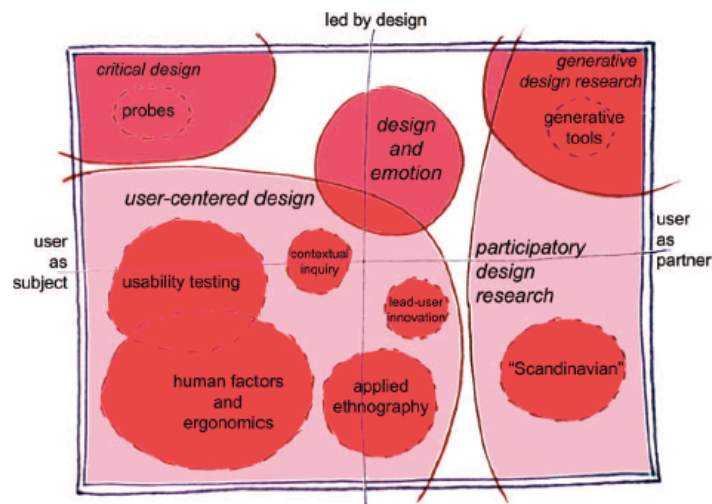 led by design
critical design
probes
generative
design research
generative
tools
design
and
emotion
user-centered design
user
as
subject
usability testing
contextual
inquiry
participatory
design
research
user
as
partner
lead-user
innovation
human factors
and
ergonomics
applied
ethnography
“Scandinavian”